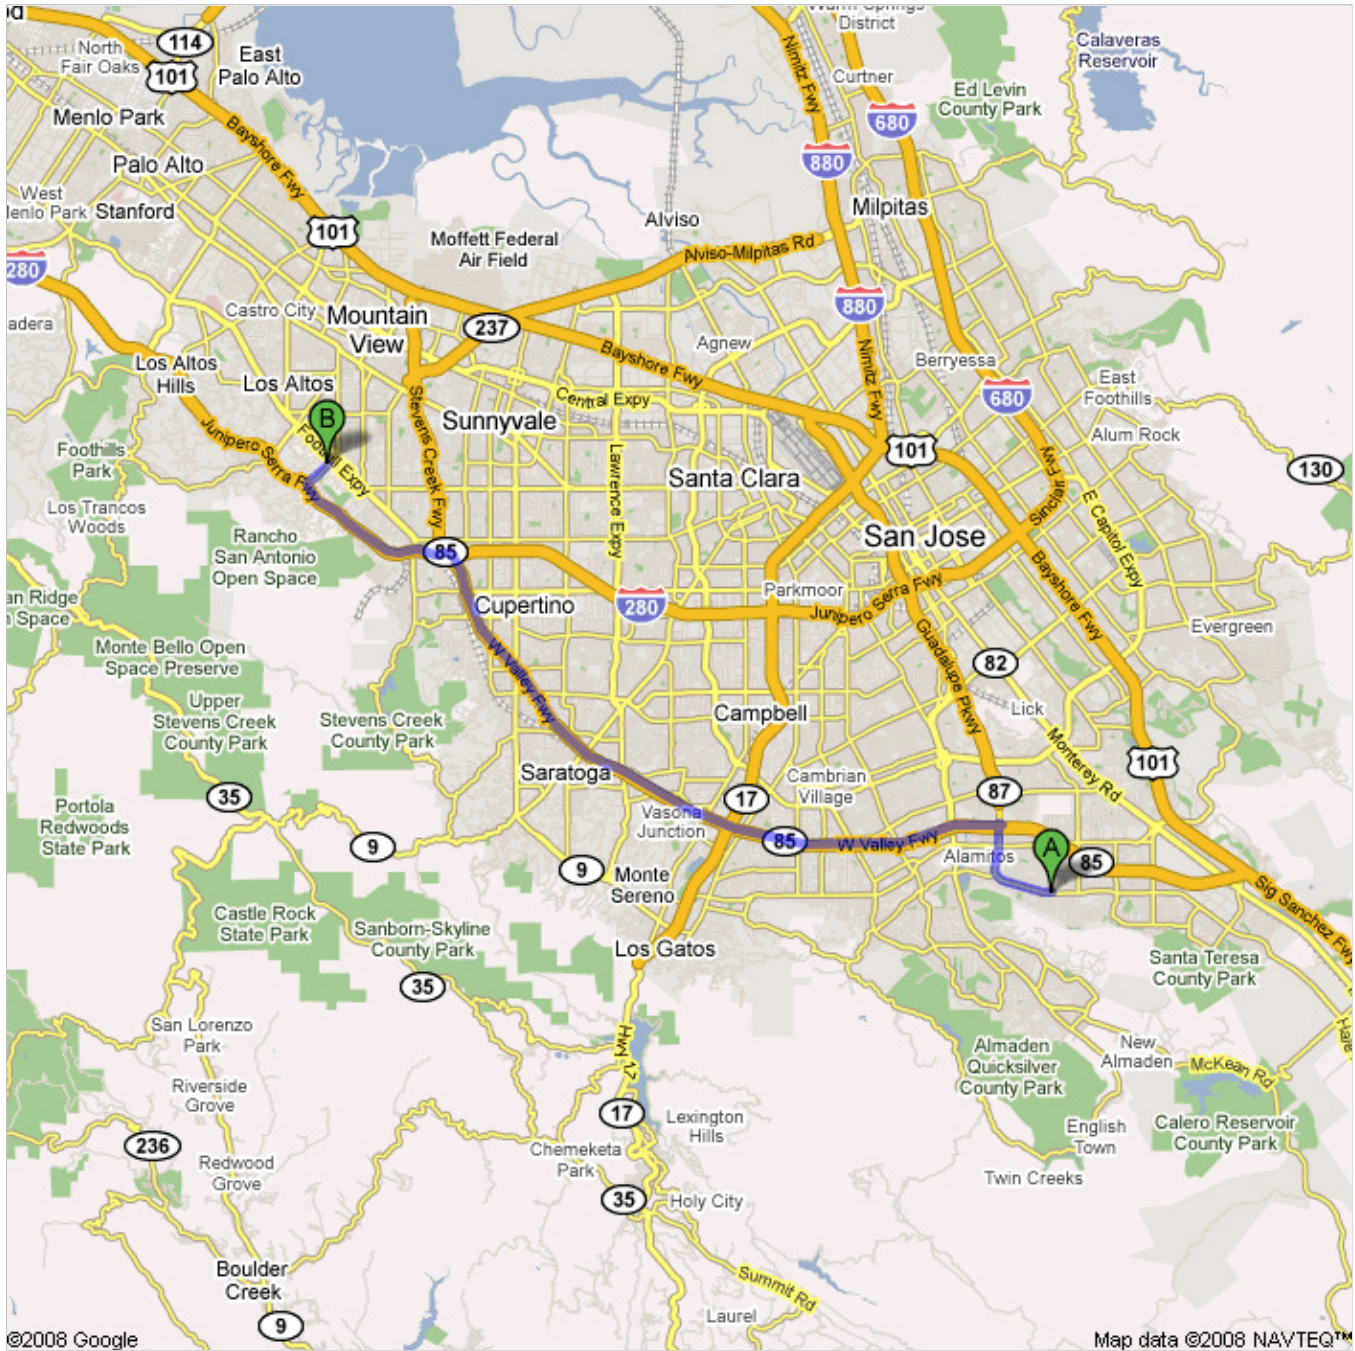 Warm Springs
District
114
North
Fair Oaks
East
Palo Alto
101
Calaveras
Reservoir
Nimitz Fwy
Curtner
Ed Levin
County Park
Menlo Park
Bayshore Fwy
680
880
Palo Alto
West
Menlo Park
Stanford
Milpitas
Alviso
101
Moffett Federal
Air Field
Alviso-Milpitas Rd
280
880
Castro City
Mountain
View
237
Agnew
Nimitz Fwy
Bayshore Fwy
Berryessa
Los Altos
Hills
Los Altos
East
Foothills
680
Central Expy
Stevens Creek Fwy
Sunnyvale
B
Foothill Expy
Junipero Serra Fwy
Lawrence Expy
Alum Rock
101
Foothills
Park
Sinclair Fwy
130
Santa Clara
E Capitol Expy
Los Trancos
Woods
San Jose
Rancho
San Antonio
Open Space
85
Bayshore Fwy
Parkmoor
Junipero Serra Fwy
280
Cupertino
Evergreen
W Valley Fwy
Guadalupe Pkwy
Monte Bello Open
Space Preserve
82
Upper
Stevens Creek
County Park
Stevens Creek
County Park
Campbell
Lick
Monterey Rd
101
Saratoga
Cambrian
Village
35
17
87
Portola
Redwoods
State Park
Vasona
Junction
9
85
W Valley Fwy
Alamitos
A
85
9
Monte
Sereno
Sig Sanchez Fwy
Castle Rock
State Park
Sanborn-Skyline
County Park
Los Gatos
Santa Teresa
County Park
35
San Lorenzo
Park
Hwy 17
Almaden
Quicksilver
County Park
New
Almaden
McKean Rd
Riverside
Grove
17
Lexington
Hills
English
Town
Calero Reservoir
County Park
236
Chemeketa
Park
Redwood
Grove
Twin Creeks
35
Holy City
Boulder
Creek
Summit Rd
Laurel
9
©2008 Google
Map data ©2008 NAVTEQ™